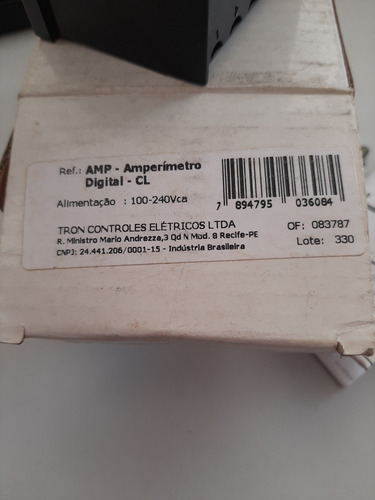 Ref.: AMP - Amperímetro
Digital - CL
Alimentação : 100-240Vca
7 894795 036084
TRON CONTROLES ELÉTRICOS LTDA
R. Ministro Mario Andrezza,3 Qd N Mod. 8 Recife-PE
CNPJ: 24.441.206/0001-15 - Indústria Brasileira
OF: 083787
Lote: 330